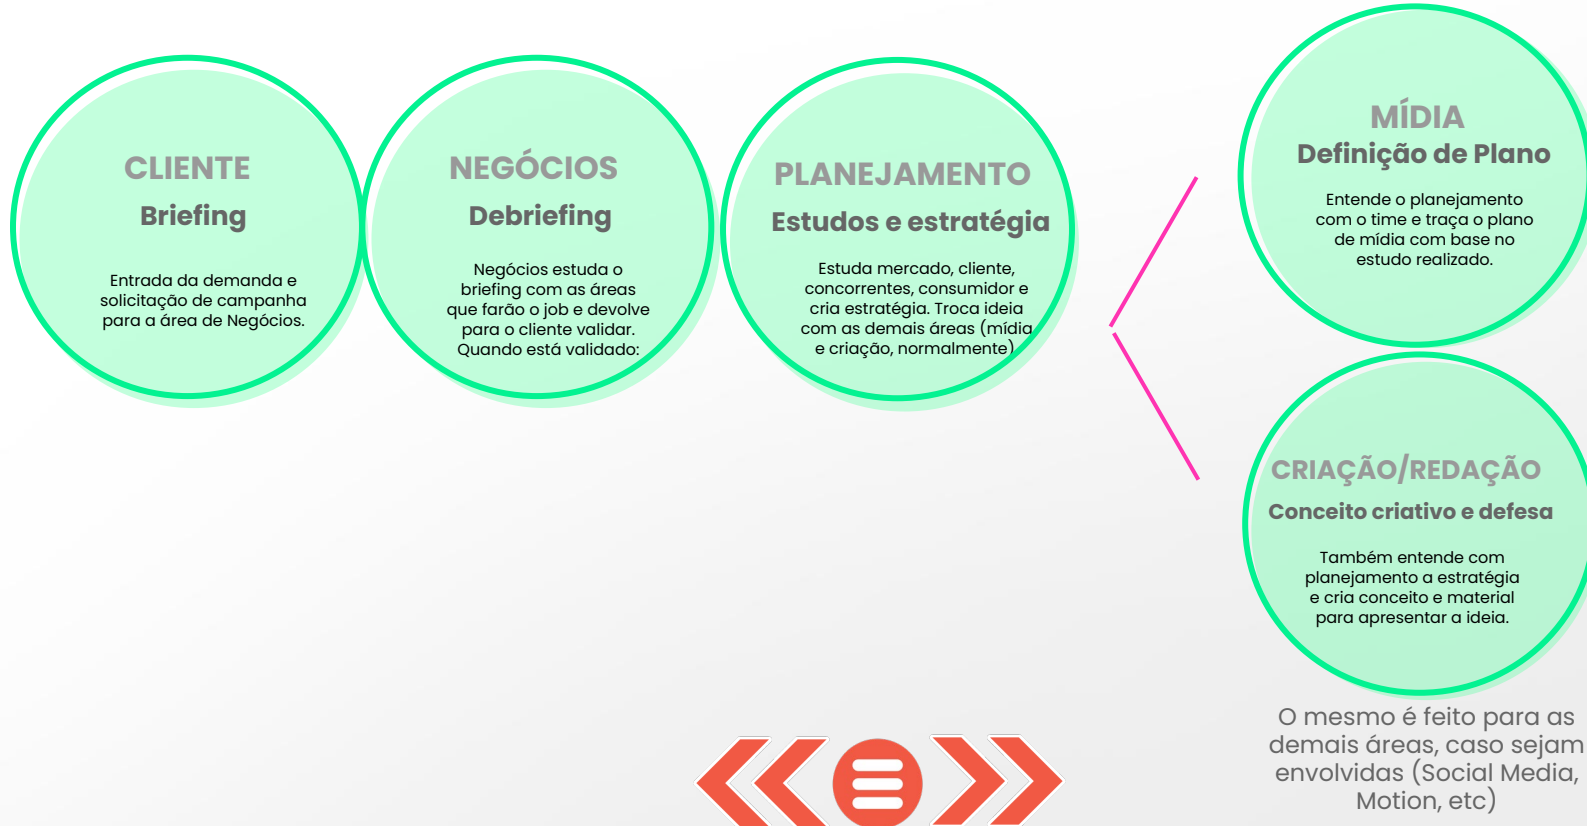 CLIENTE
Briefing
Entrada da demanda e
solicitação de campanha
para a área de Negócios.
NEGÓCIOS
Debriefing
Negócios estuda o
briefing com as áreas
que farão o job e devolve
para o cliente validar.
Quando está validado:
PLANEJAMENTO
Estudos e estratégia
Estuda mercado, cliente,
concorrentes, consumidor e
cria estratégia. Troca ideia
com as demais áreas (mídia
e criação, normalmente)
MÍDIA
Definição de Plano
Entende o planejamento
com o time e traça o plano
de mídia com base no
estudo realizado.
CRIAÇÃO/REDAÇÃO
Conceito criativo e defesa
Também entende com
planejamento a estratégia
e cria conceito e material
para apresentar a ideia.
O mesmo é feito para as
demais áreas, caso sejam
envolvidas (Social Media,
Motion, etc)